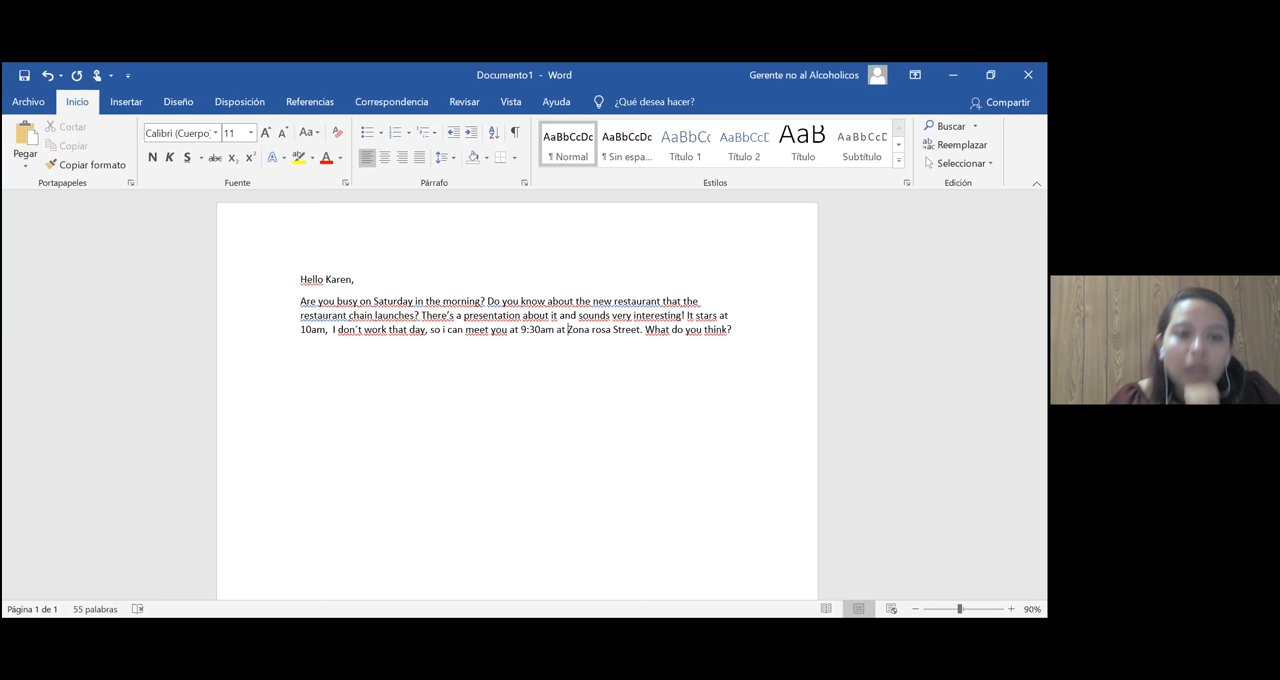 Documento1 - Word
Gerente no al Alcoholicos
Archivo Inicio Insertar Diseño Disposición Referencias Correspondencia Revisar Vista Ayuda ¿Qué desea hacer? Compartir
Pegar
Cortar
Copiar
Copiar formato
Portapapeles
Calibri (Cuerpo) 11
N K S abc x₂ x²
Fuente
Párrafo
AaBbCcDc AaBbCcDc AaBbCc AaBbCcD AaB AaBbCcD
¶ Normal ¶ Sin espa... Título 1 Título 2 Título Subtítulo
Estilos
Buscar
Reemplazar
Seleccionar
Edición
Hello Karen,
Are you busy on Saturday in the morning? Do you know about the new restaurant that the
restaurant chain launches? There's a presentation about it and sounds very interesting! It stars at
10am, I don´t work that day, so i can meet you at 9:30am at Zona rosa Street. What do you think?
Página 1 de 1 55 palabras 90%